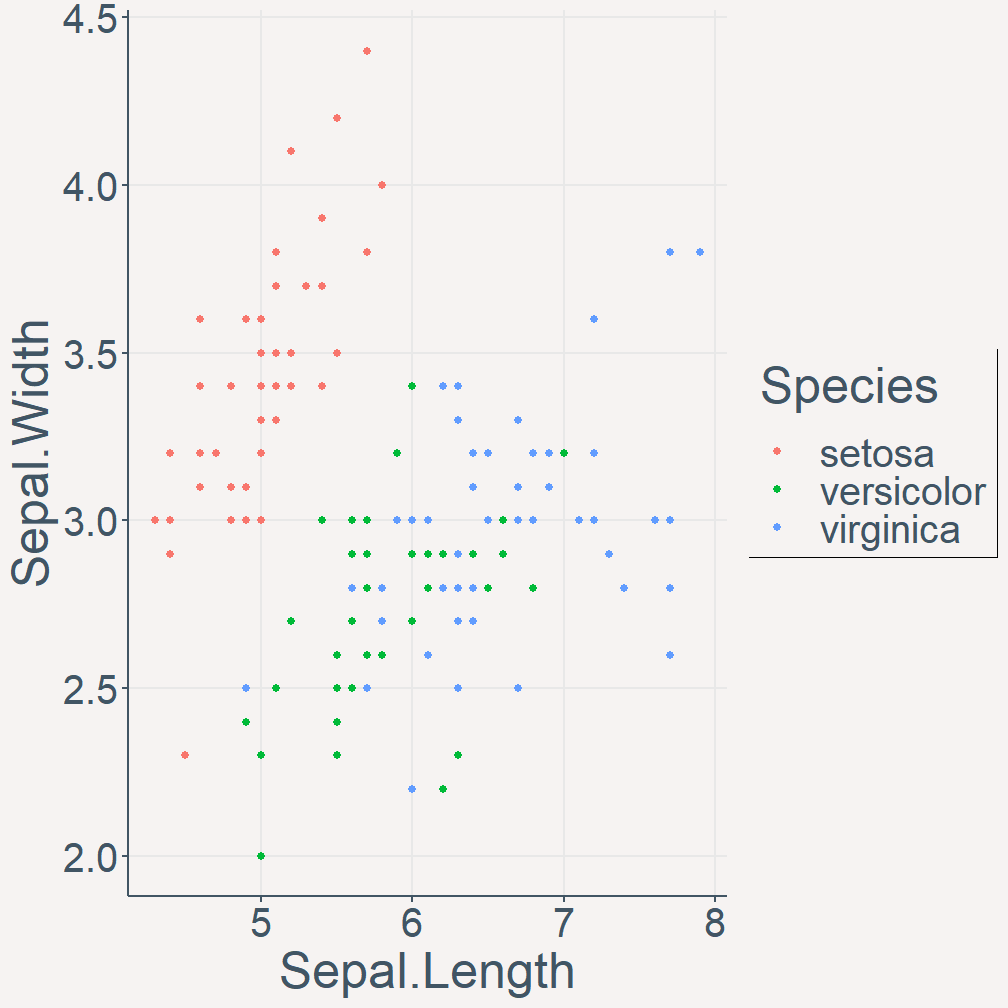 4.5
4.0
3.5
3.0
2.5
2.0
Sepal.Width
5 6 7 8
Sepal.Length
Species
setosa
versicolor
virginica